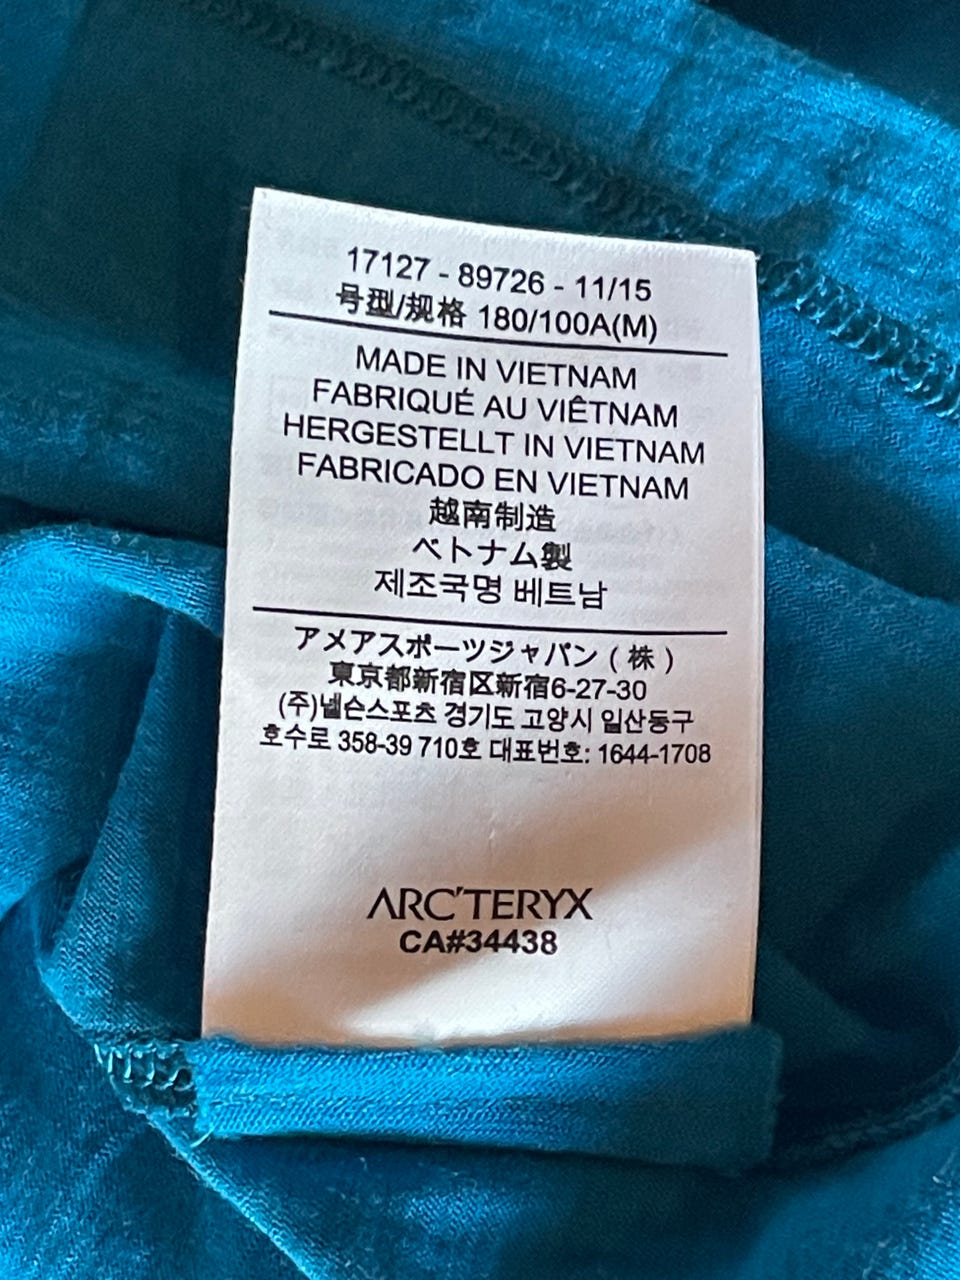 17127 - 89726 - 11/15
号型/规格 180/100A(M)
MADE IN VIETNAM
FABRIQUÉ AU VIÊTNAM
HERGESTELLT IN VIETNAM
FABRICADO EN VIETNAM
越南制造
ベトナム製
제조국명 베트남
アメアスポーツジャパン ( 株 )
東京都新宿区新宿6-27-30
(주)넬슨스포츠 경기도 고양시 일산동구
호수로 358-39 710호 대표번호: 1644-1708
ARC'TERYX
CA#34438